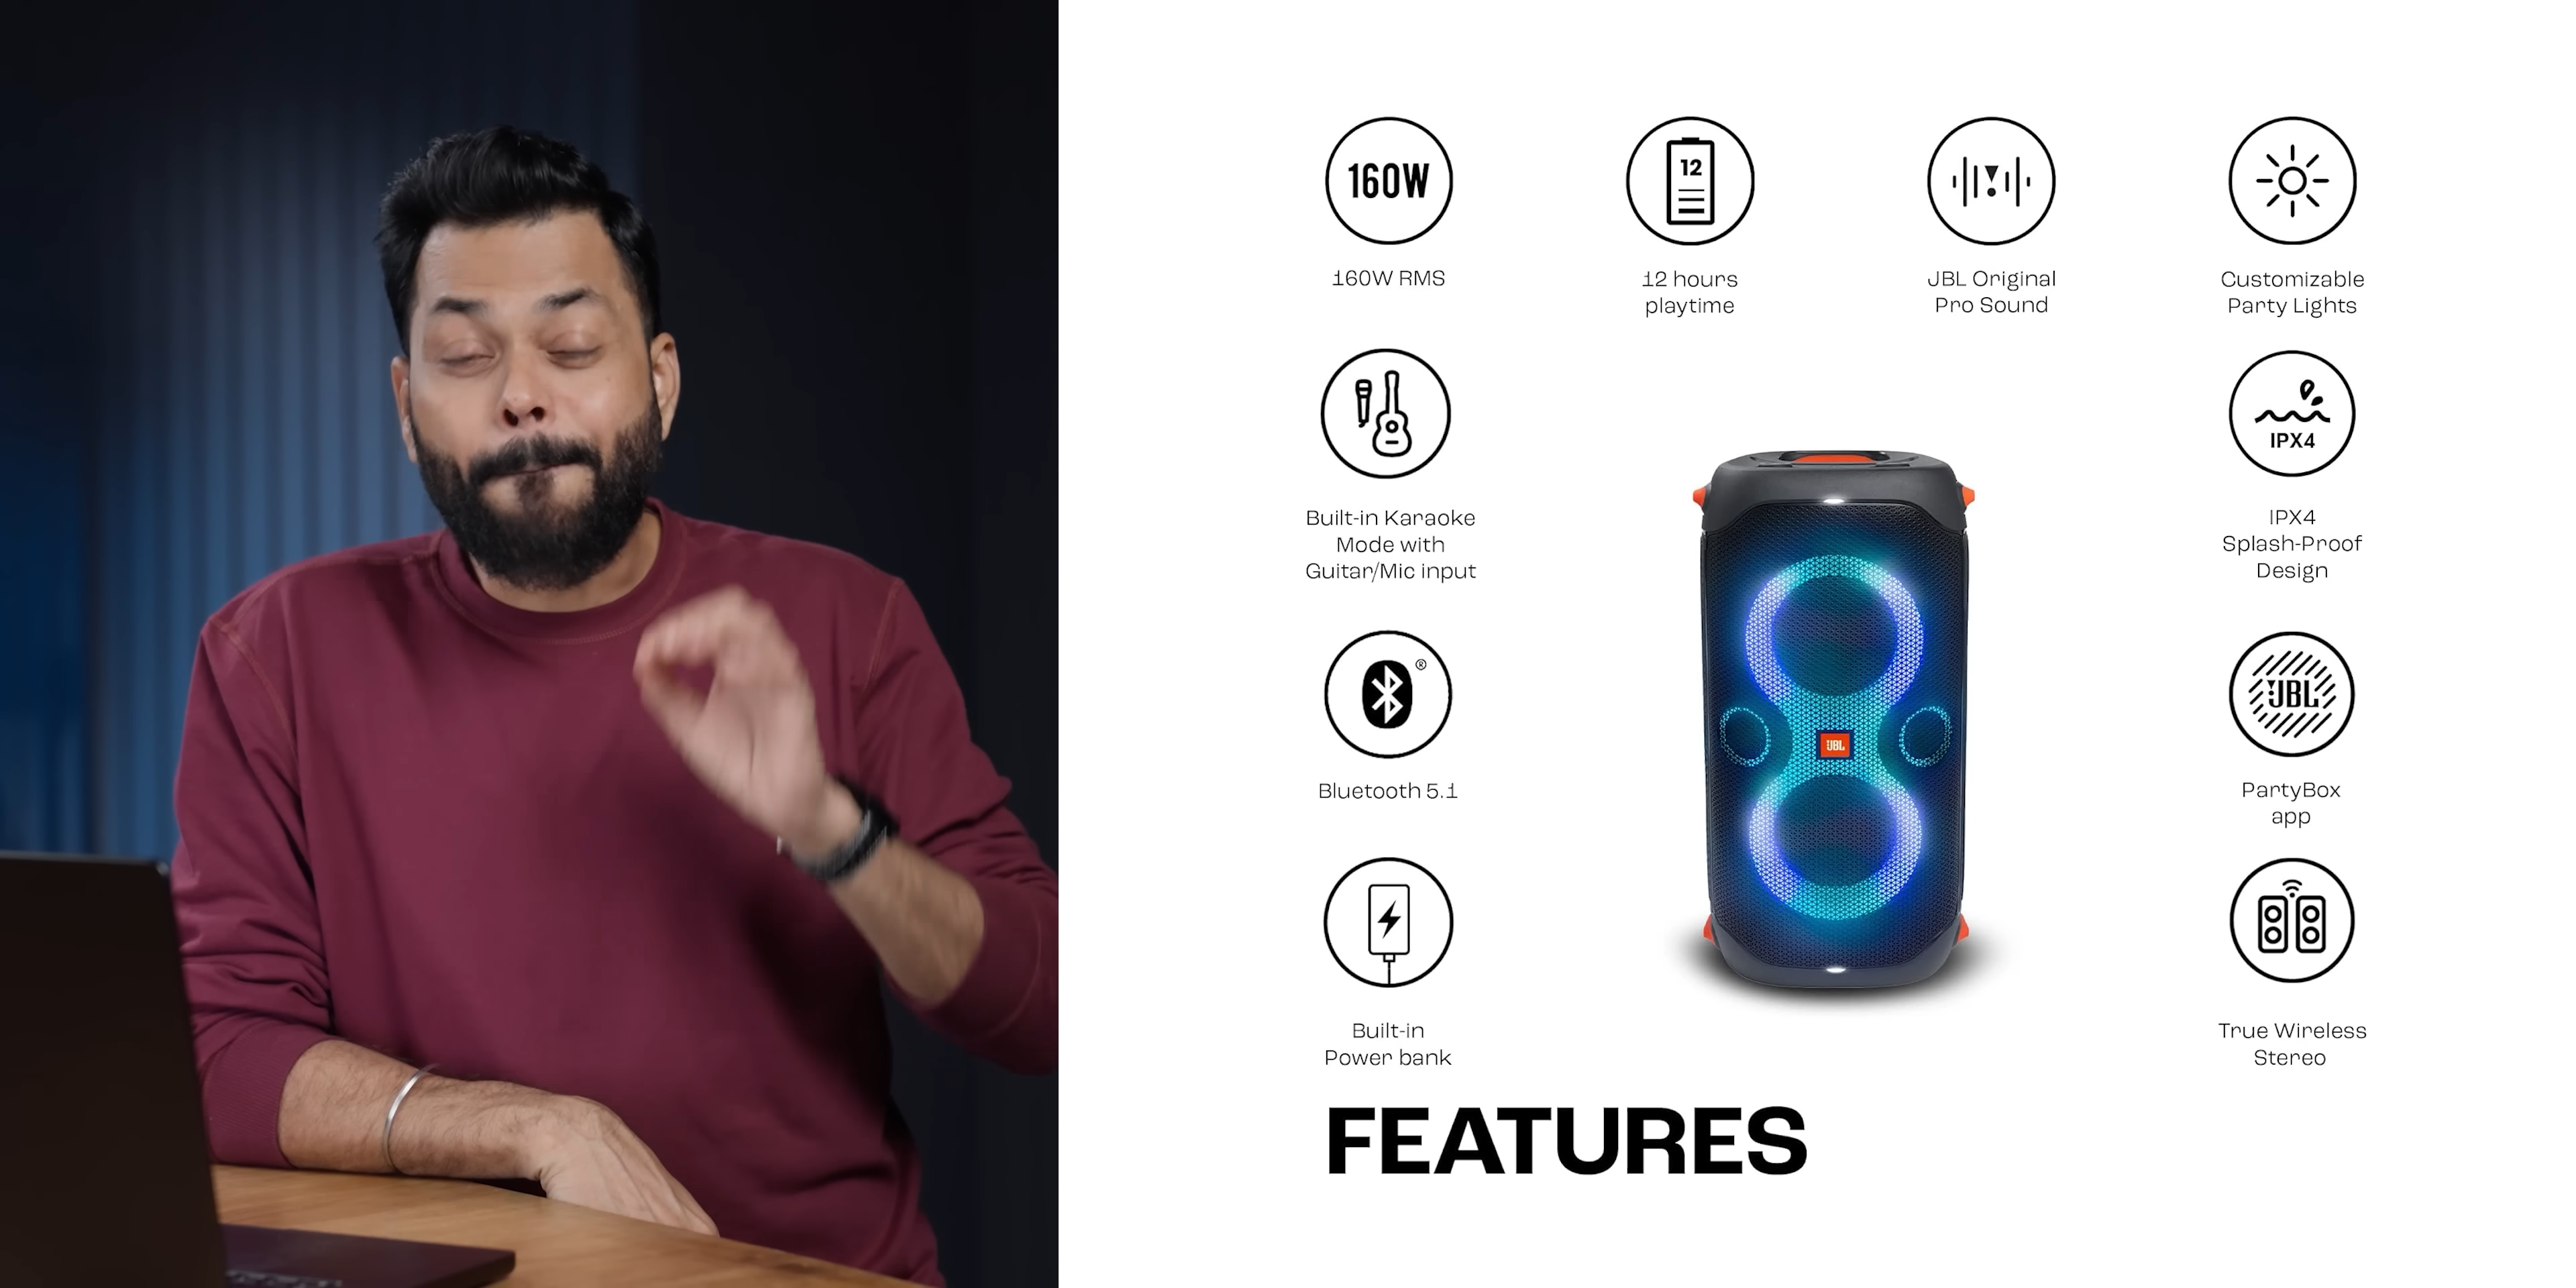 160W
12
160W RMS
12 hours
playtime
JBL Original
Pro Sound
Customizable
Party Lights
IPX4
Built-in Karaoke
Mode with
Guitar/Mic input
IPX4
Splash-Proof
Design
®
JBL
JBL
Bluetooth 5.1
PartyBox
app
Built-in
Power bank
True Wireless
Stereo
FEATURES